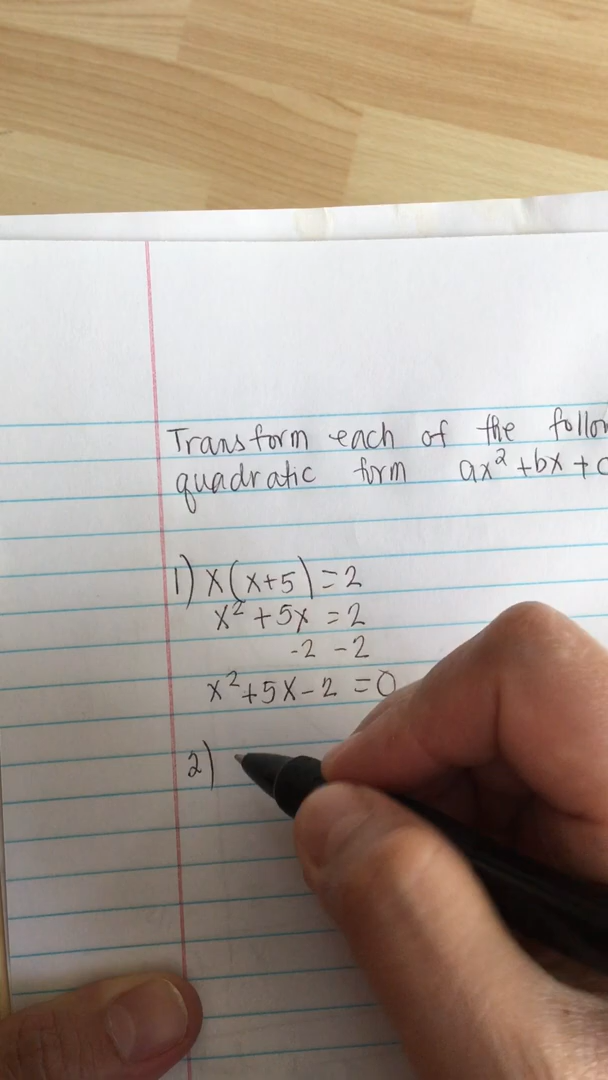 Transform each of the
quadratic form ax² + bx +
1) x(x+5) = 2
x² + 5x = 2
-2 -2
x² + 5x - 2 = 0
2)